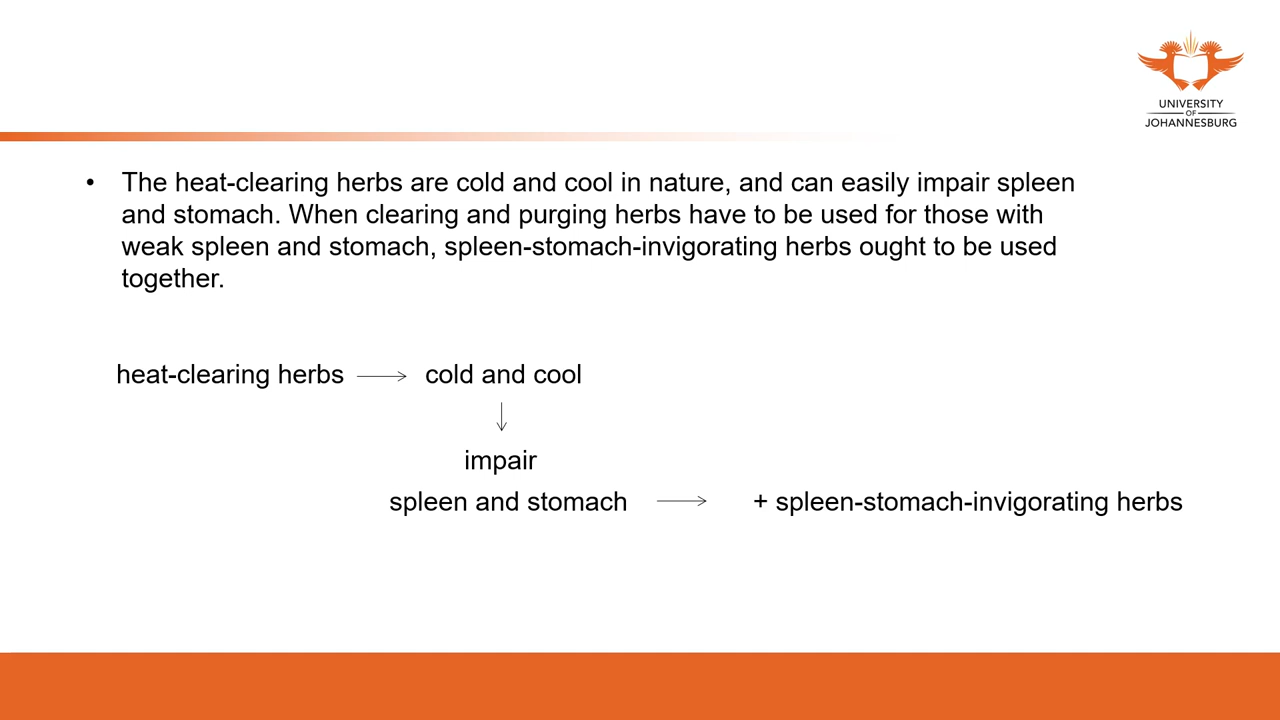 UNIVERSITY
OF
JOHANNESBURG
• The heat-clearing herbs are cold and cool in nature, and can easily impair spleen
and stomach. When clearing and purging herbs have to be used for those with
weak spleen and stomach, spleen-stomach-invigorating herbs ought to be used
together.
heat-clearing herbs → cold and cool
↓
impair
spleen and stomach → + spleen-stomach-invigorating herbs